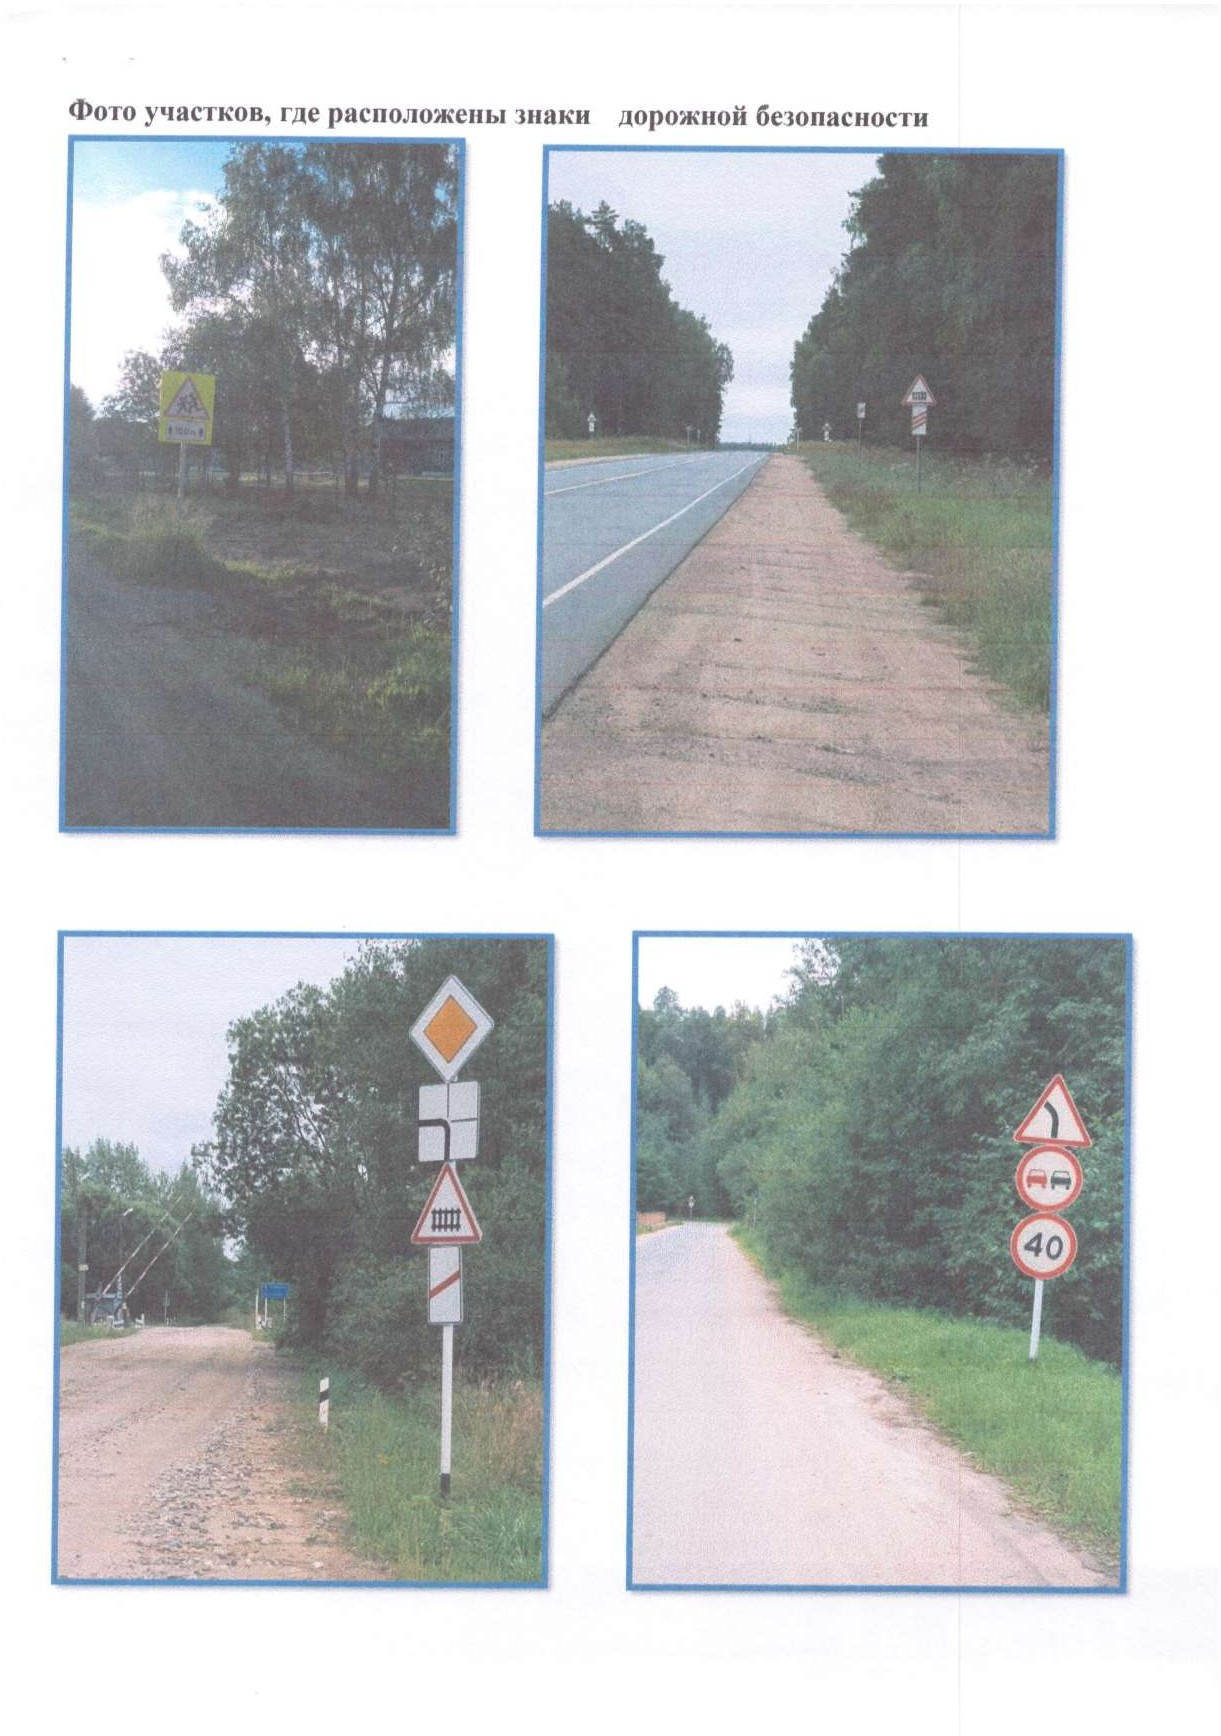 Фото участков, где расположены знаки дорожной безопасности
40